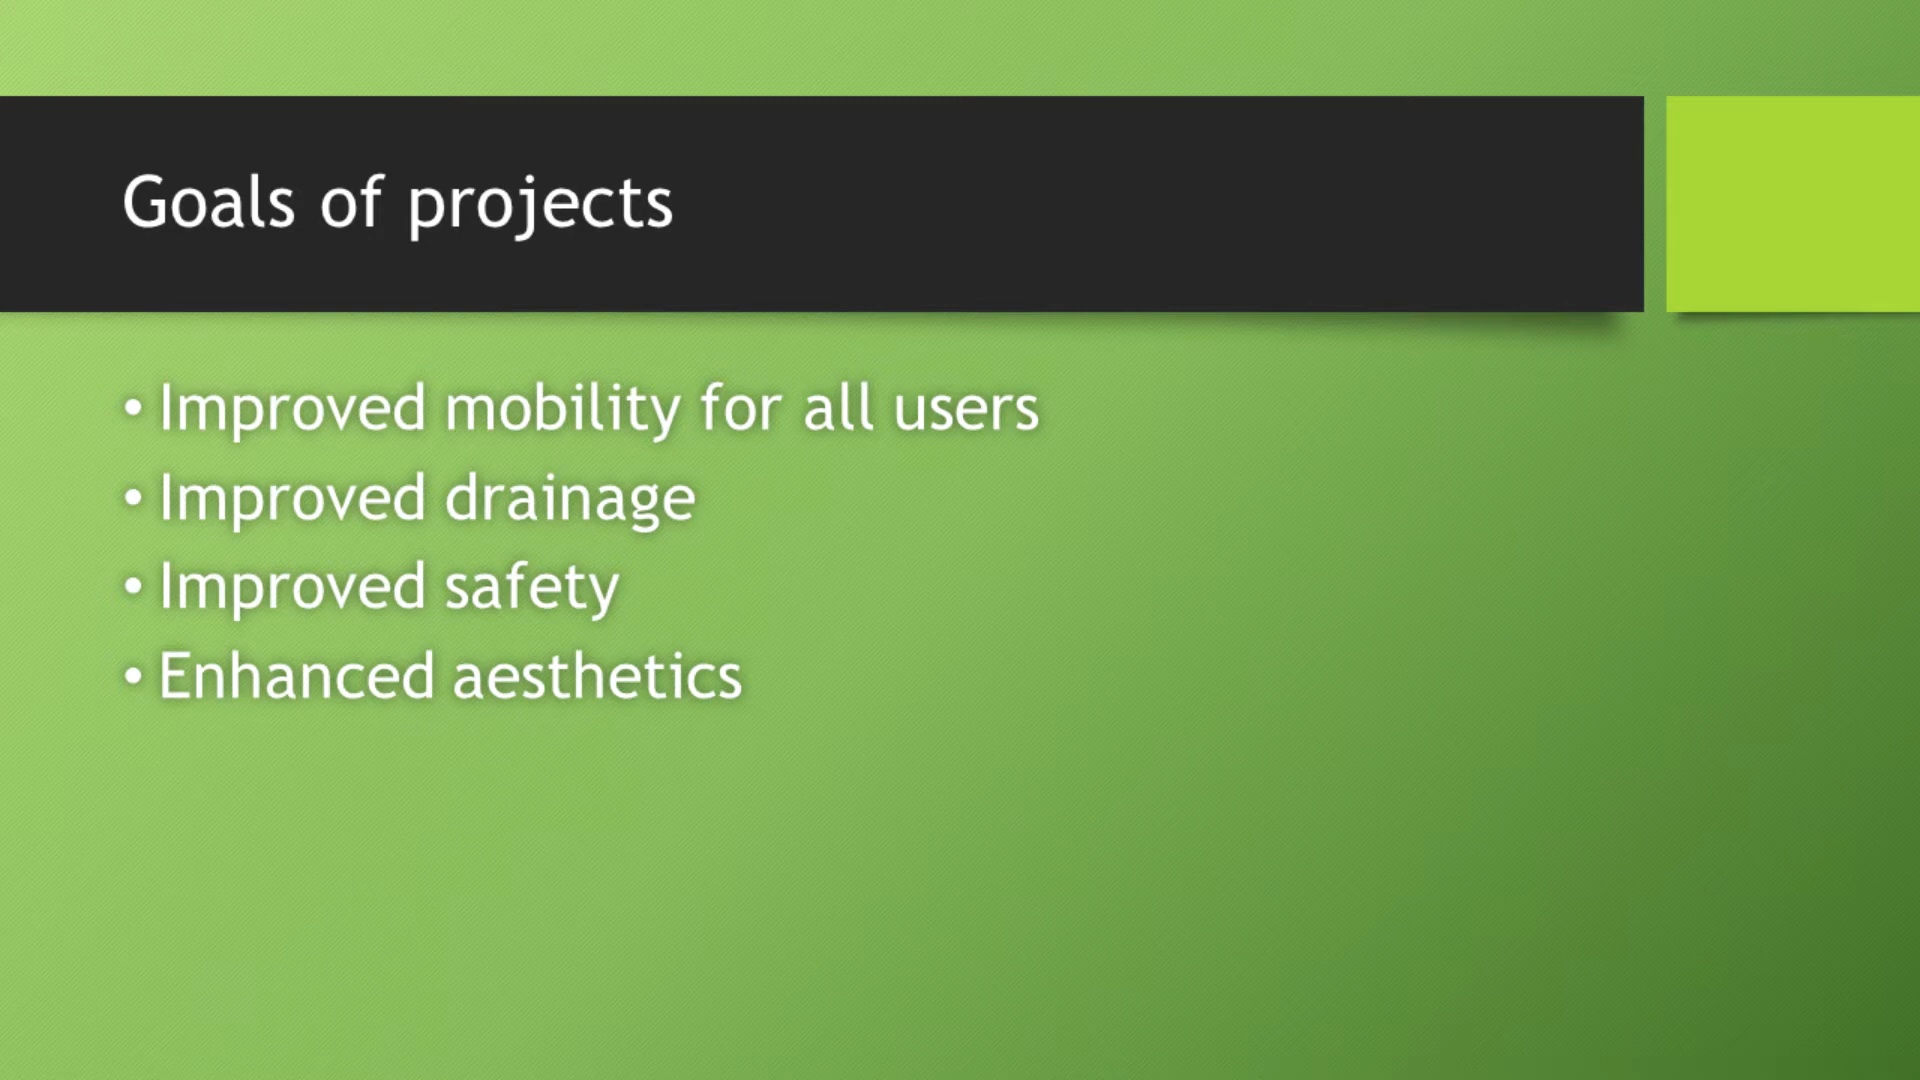 Goals of projects
• Improved mobility for all users
• Improved drainage
• Improved safety
• Enhanced aesthetics